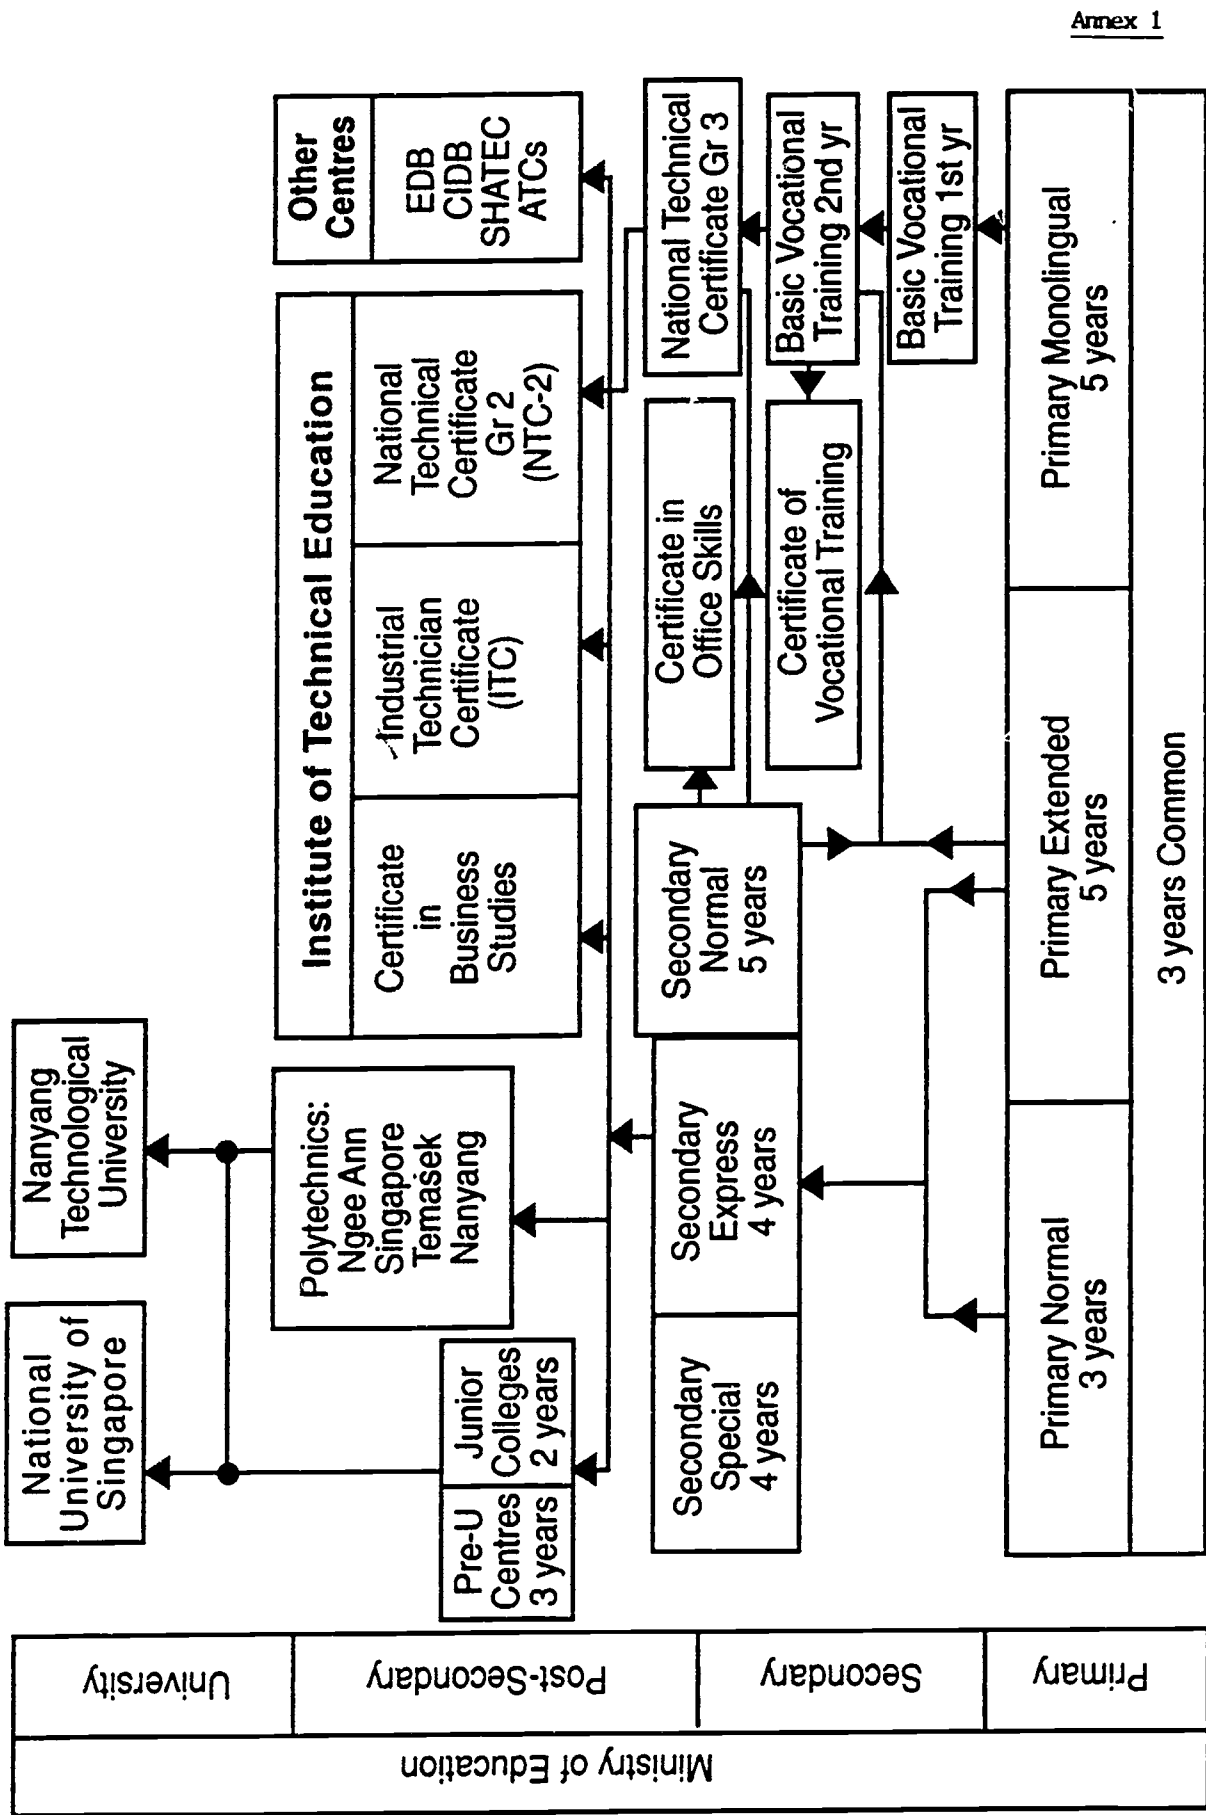 Annex 1
Ministry of Education
University
Post-Secondary
Secondary
Primary
National
University of
Singapore
Nanyang
Technological
University
Pre-U
Centres
3 years
Junior
Colleges
2 years
Polytechnics:
Ngee Ann
Singapore
Temasek
Nanyang
Institute of Technical Education
Certificate
in
Business
Studies
Industrial
Technician
Certificate
(ITC)
National
Technical
Certificate
Gr 2
(NTC-2)
Other
Centres
EDB
CIDB
SHATEC
ATCs
Secondary
Special
4 years
Secondary
Express
4 years
Secondary
Normal
5 years
Certificate in
Office Skills
National Technical
Certificate Gr 3
Certificate of
Vocational Training
Basic Vocational
Training 2nd yr
Basic Vocational
Training 1st yr
Primary Normal
3 years
Primary Extended
5 years
Primary Monolingual
5 years
3 years Common